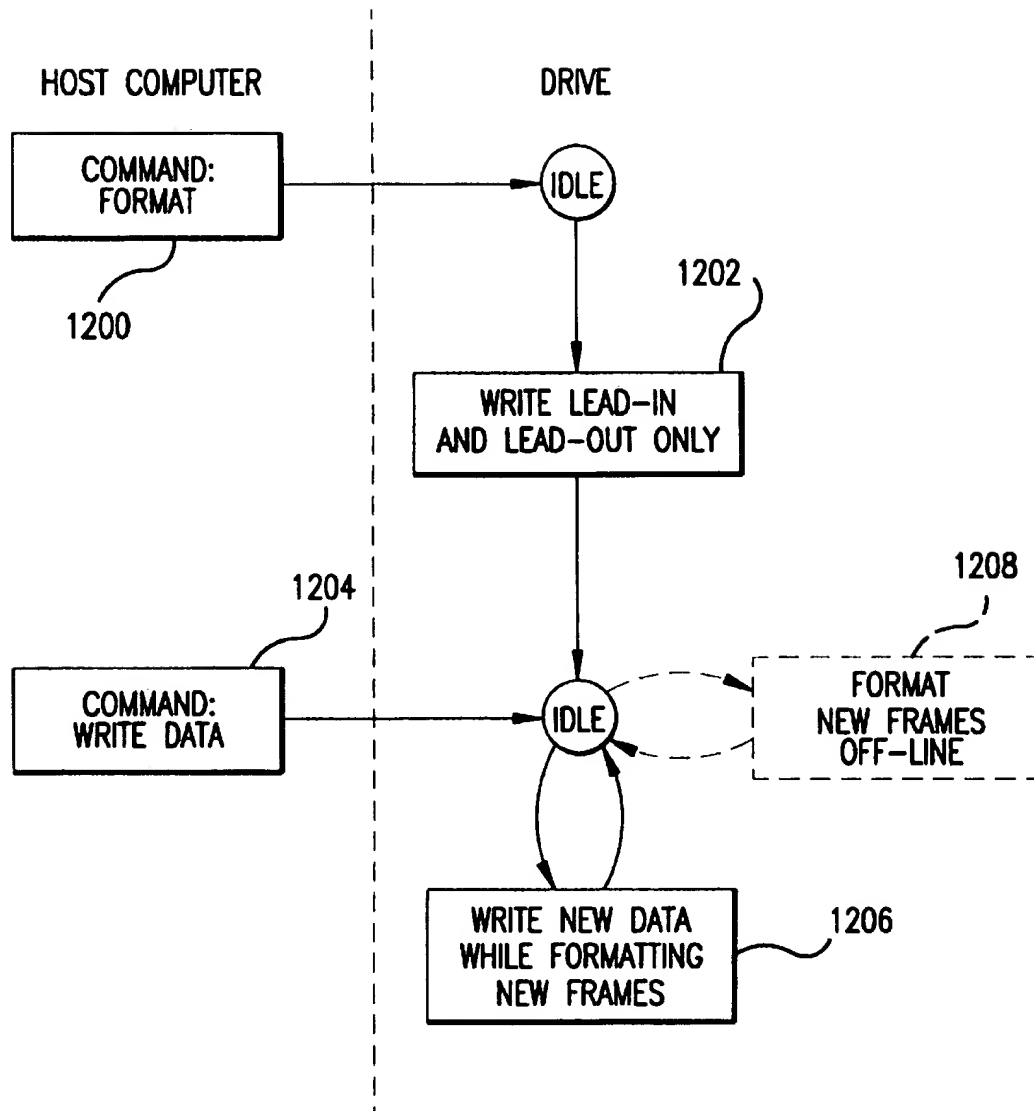 HOST COMPUTER
DRIVE
COMMAND:
FORMAT
IDLE
1200
1202
WRITE LEAD-IN
AND LEAD-OUT ONLY
1204
1208
COMMAND:
WRITE DATA
IDLE
FORMAT
NEW FRAMES
OFF-LINE
WRITE NEW DATA
WHILE FORMATTING
NEW FRAMES
1206